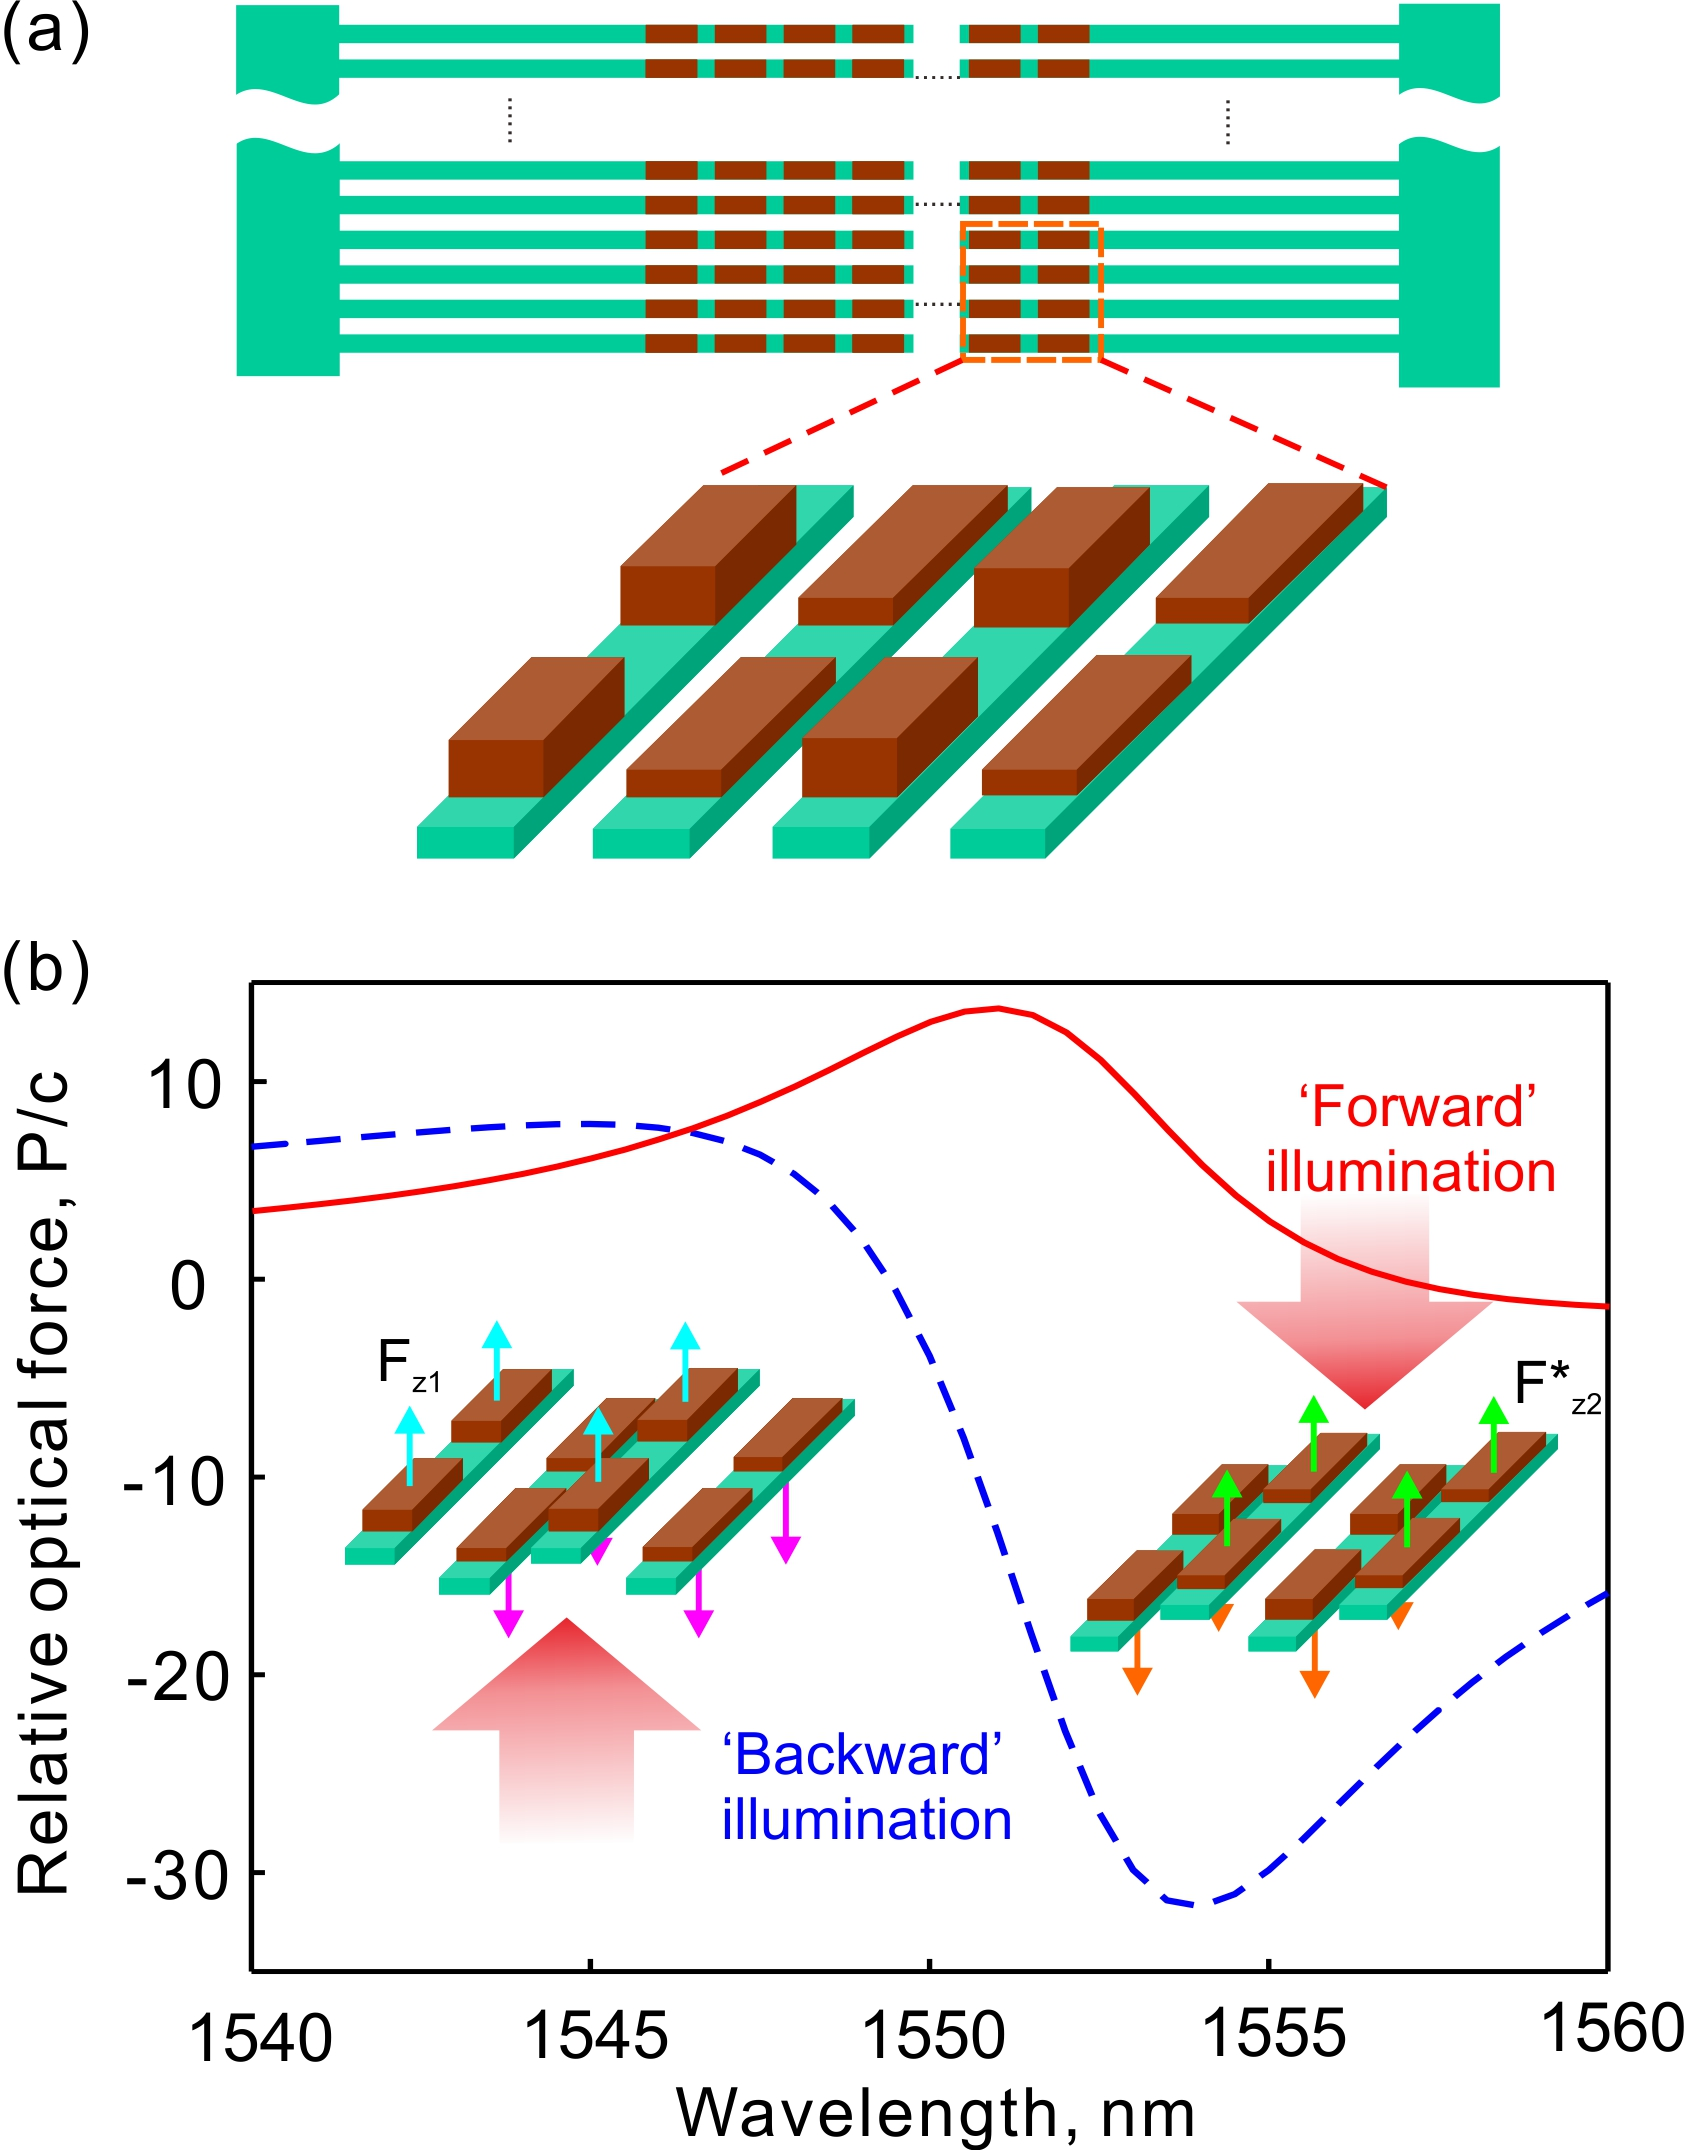 (a)
(b)
Relative optical force, P/c
10
0
-10
-20
-30
‘Forward’
illumination
F z1
F* z2
‘Backward’
illumination
1540 1545 1550 1555 1560
Wavelength, nm